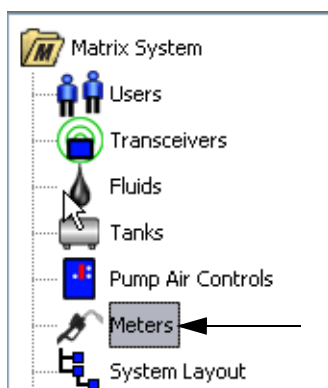 Matrix System
Users
Transceivers
Fluids
Tanks
Pump Air Controls
Meters
System Layout